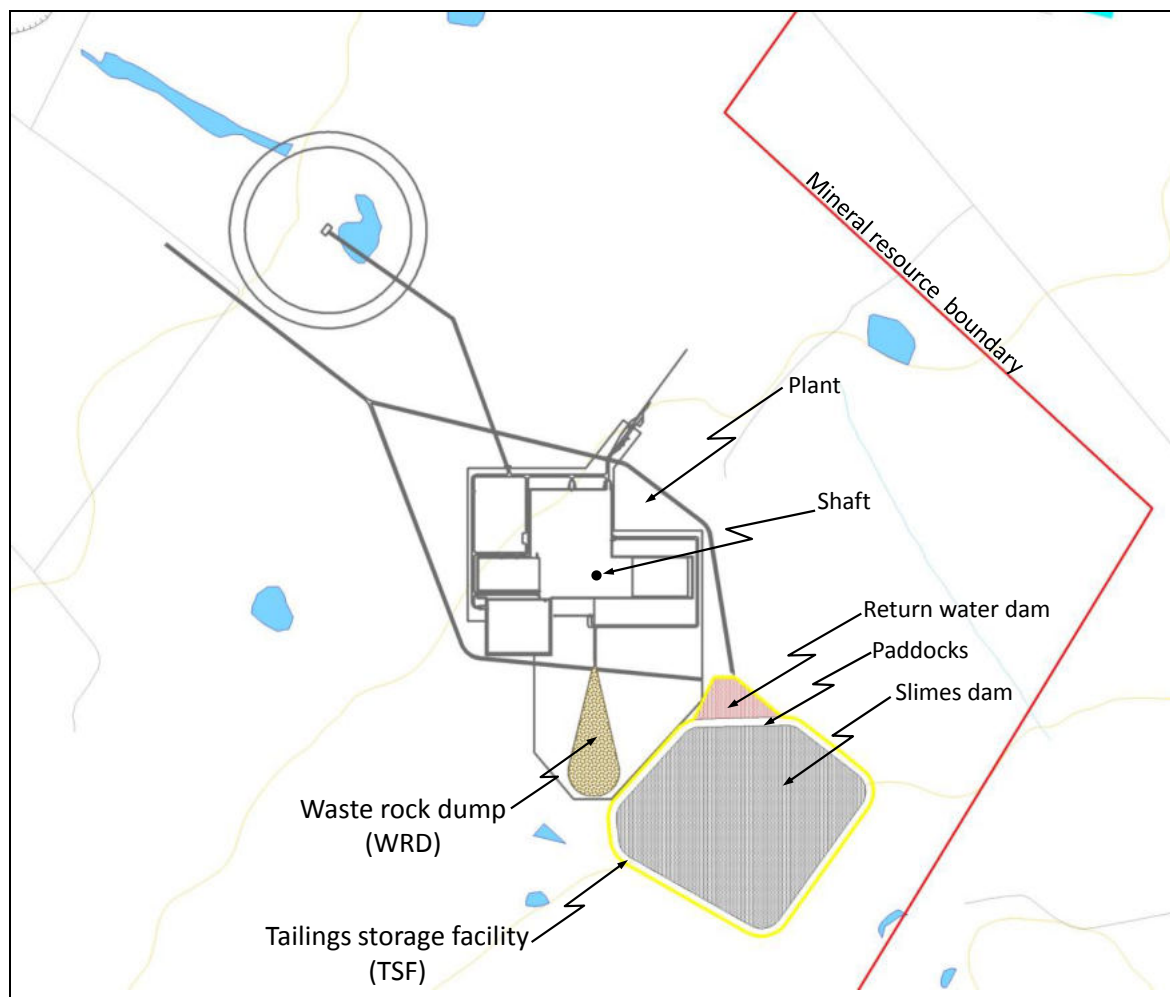 Mineral resource boundary
Plant
Shaft
Return water dam
Paddocks
Slimes dam
Waste rock dump
(WRD)
Tailings storage facility
(TSF)